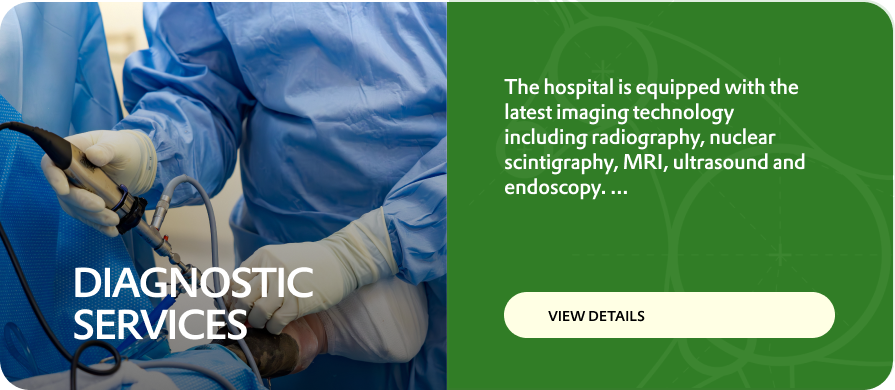 DIAGNOSTIC
SERVICES
The hospital is equipped with the
latest imaging technology
including radiography, nuclear
scintigraphy, MRI, ultrasound and
endoscopy. ...
VIEW DETAILS